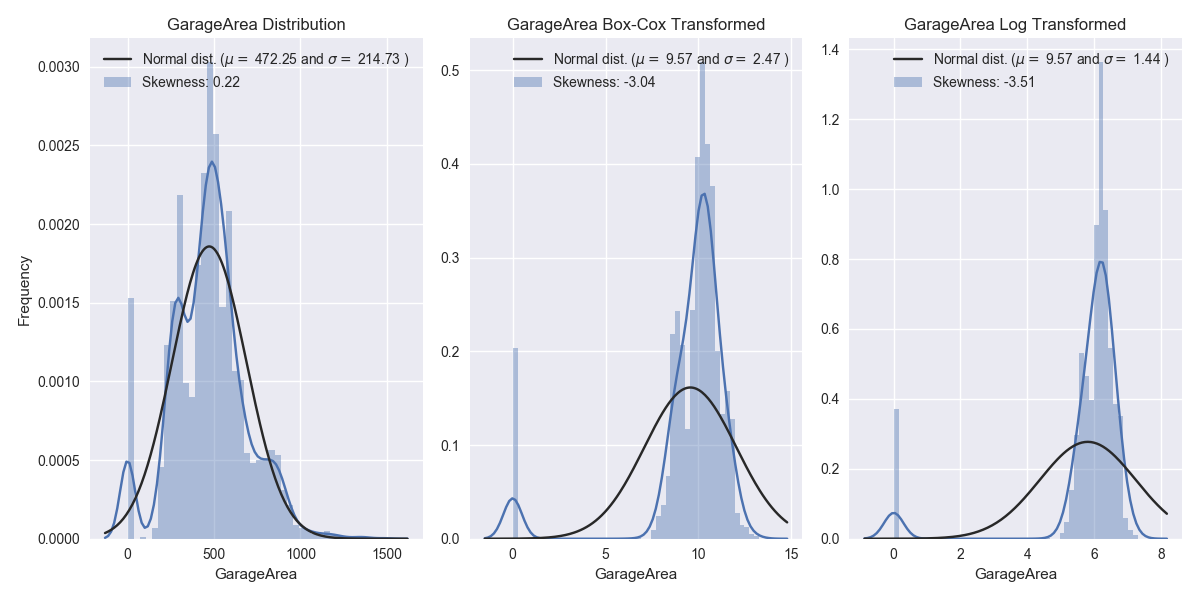 GarageArea Distribution
Normal dist. (μ = 472.25 and σ = 214.73 )
Skewness: 0.22
Frequency
0.0030
0.0025
0.0020
0.0015
0.0010
0.0005
0.0000
0 500 1000 1500
GarageArea
GarageArea Box-Cox Transformed
Normal dist. (μ = 9.57 and σ = 2.47 )
Skewness: -3.04
0.5
0.4
0.3
0.2
0.1
0.0
0 5 10 15
GarageArea
GarageArea Log Transformed
Normal dist. (μ = 9.57 and σ = 1.44 )
Skewness: -3.51
1.4
1.2
1.0
0.8
0.6
0.4
0.2
0.0
0 2 4 6 8
GarageArea